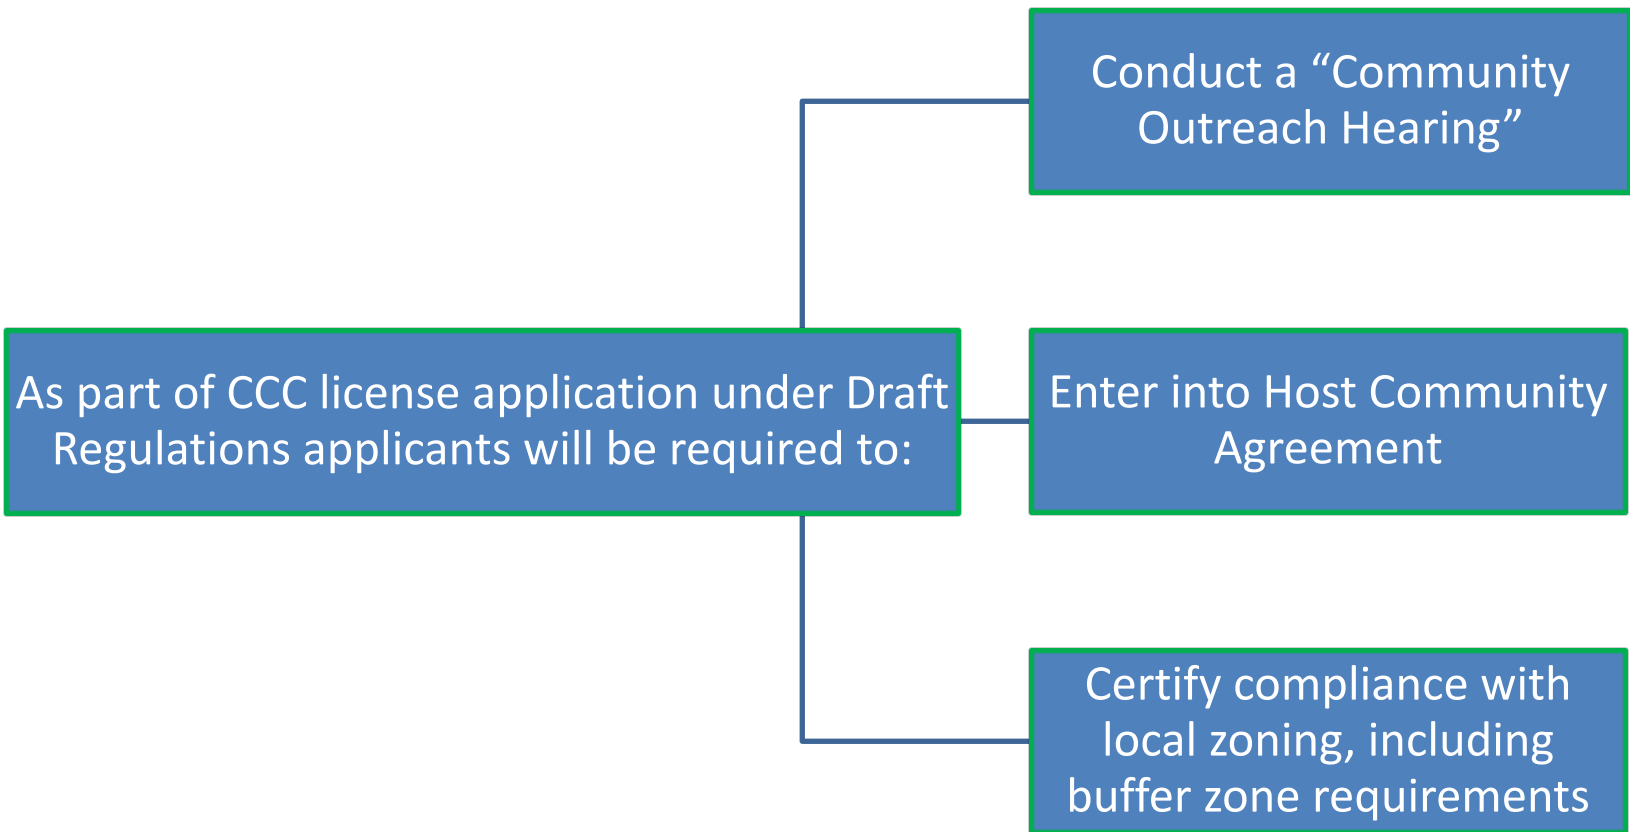 Conduct a “Community
Outreach Hearing”
As part of CCC license application under Draft
Regulations applicants will be required to:
Enter into Host Community
Agreement
Certify compliance with
local zoning, including
buffer zone requirements